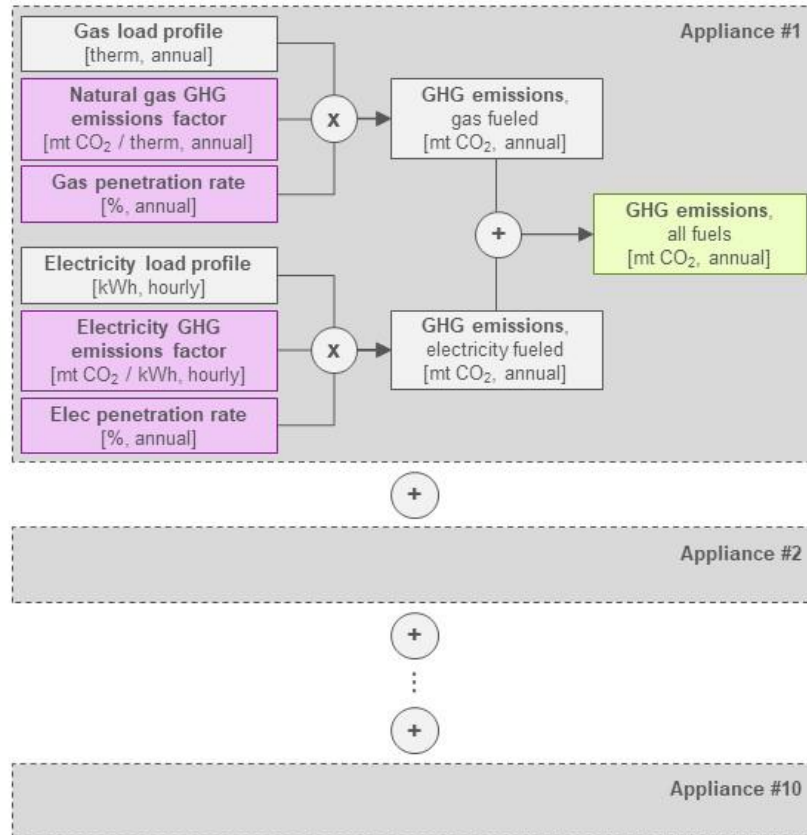 Appliance #1
Gas load profile
[therm, annual]
Natural gas GHG
emissions factor
[mt CO₂ / therm, annual]
Gas penetration rate
[%, annual]
x
GHG emissions,
gas fueled
[mt CO₂, annual]
+
GHG emissions,
all fuels
[mt CO₂, annual]
Electricity load profile
[kWh, hourly]
Electricity GHG
emissions factor
[mt CO₂ / kWh, hourly]
Elec penetration rate
[%, annual]
x
GHG emissions,
electricity fueled
[mt CO₂, annual]
+
Appliance #2
+
⋮
+
Appliance #10